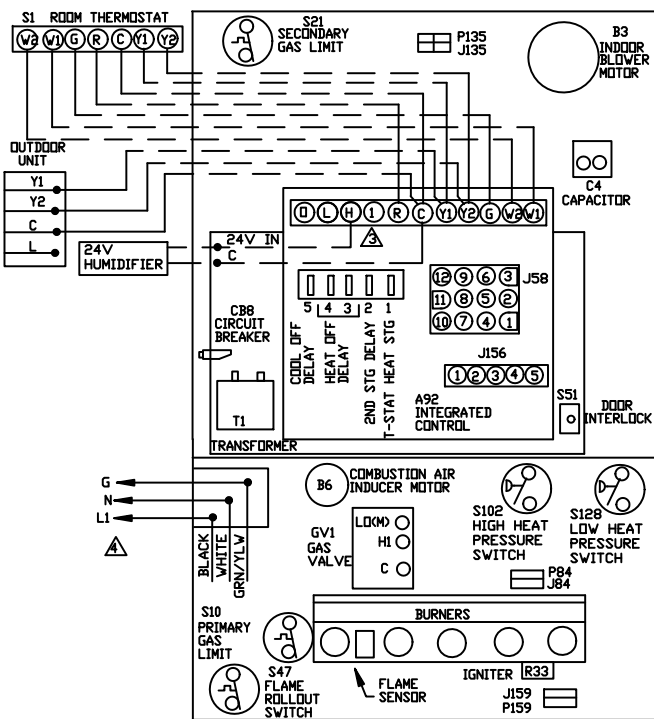 S1 ROOM THERMOSTAT
W2 W1 G R C Y1 Y2
S21
SECONDARY
GAS LIMIT
P135
J135
B3
INDOOR
BLOWER
MOTOR
OUTDOOR
UNIT
Y1
Y2
C
L
C4
CAPACITOR
O L H 1 R C Y1 Y2 G W2 W1
3
24V
HUMIDIFIER
24V IN
C
12 9 6 3
11 8 5 2
10 7 4 1
J58
5 4 3 2 1
COOL OFF
DELAY
HEAT OFF
DELAY
2ND STG DELAY
T-STAT HEAT STG
CB8
CIRCUIT
BREAKER
J156
1 2 3 4 5
A92
INTEGRATED
CONTROL
S51
DOOR
INTERLOCK
T1
TRANSFORMER
G
N
L1
4
BLACK
WHITE
GRN/YLW
B6
COMBUSTION AIR
INDUCER MOTOR
GV1
GAS
VALVE
LO(M)
H1
C
S102
HIGH HEAT
PRESSURE
SWITCH
S128
LOW HEAT
PRESSURE
SWITCH
P84
J84
BURNERS
S10
PRIMARY
GAS
LIMIT
S47
FLAME
ROLLOUT
SWITCH
FLAME
SENSOR
IGNITER
R33
J159
P159